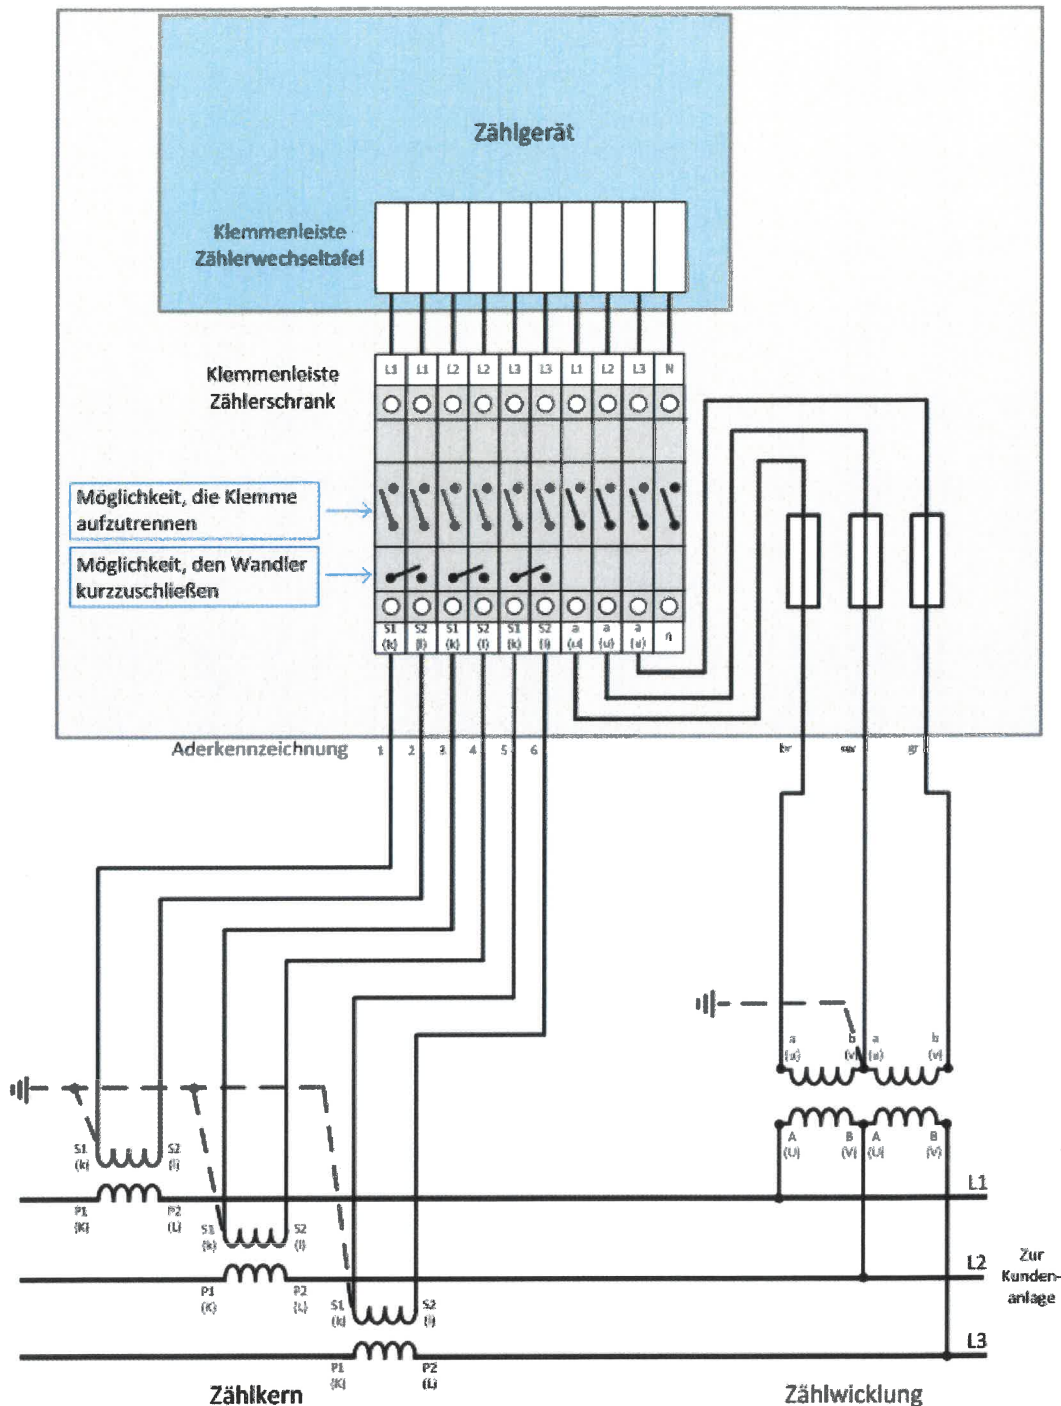 Zählgerät
Klemmenleiste
Zählerwechseltafel
Klemmenleiste
Zählerschrank
L1 L1 L2 L2 L3 L3 L1 L2 L3 N
Möglichkeit, die Klemme
aufzutrennen
Möglichkeit, den Wandler
kurzzuschließen
S1 S2 S1 S2 S1 S2 a a a n
(k) (l) (k) (l) (k) (l) (u) (u) (u)
Aderkennzeichnung 1 2 3 4 5 6 br sw gr
a b a b
(u) (v) (u) (v)
A B A B
(U) (V) (U) (V)
S1 S2
(k) (l)
L1
P1 P2
(K) (L)
S1 S2
(k) (l)
L2
Zur
Kunden-
anlage
P1 P2
(K) (L)
S1 S2
(k) (l)
L3
P1 P2
(K) (L)
Zählkern
Zählwicklung